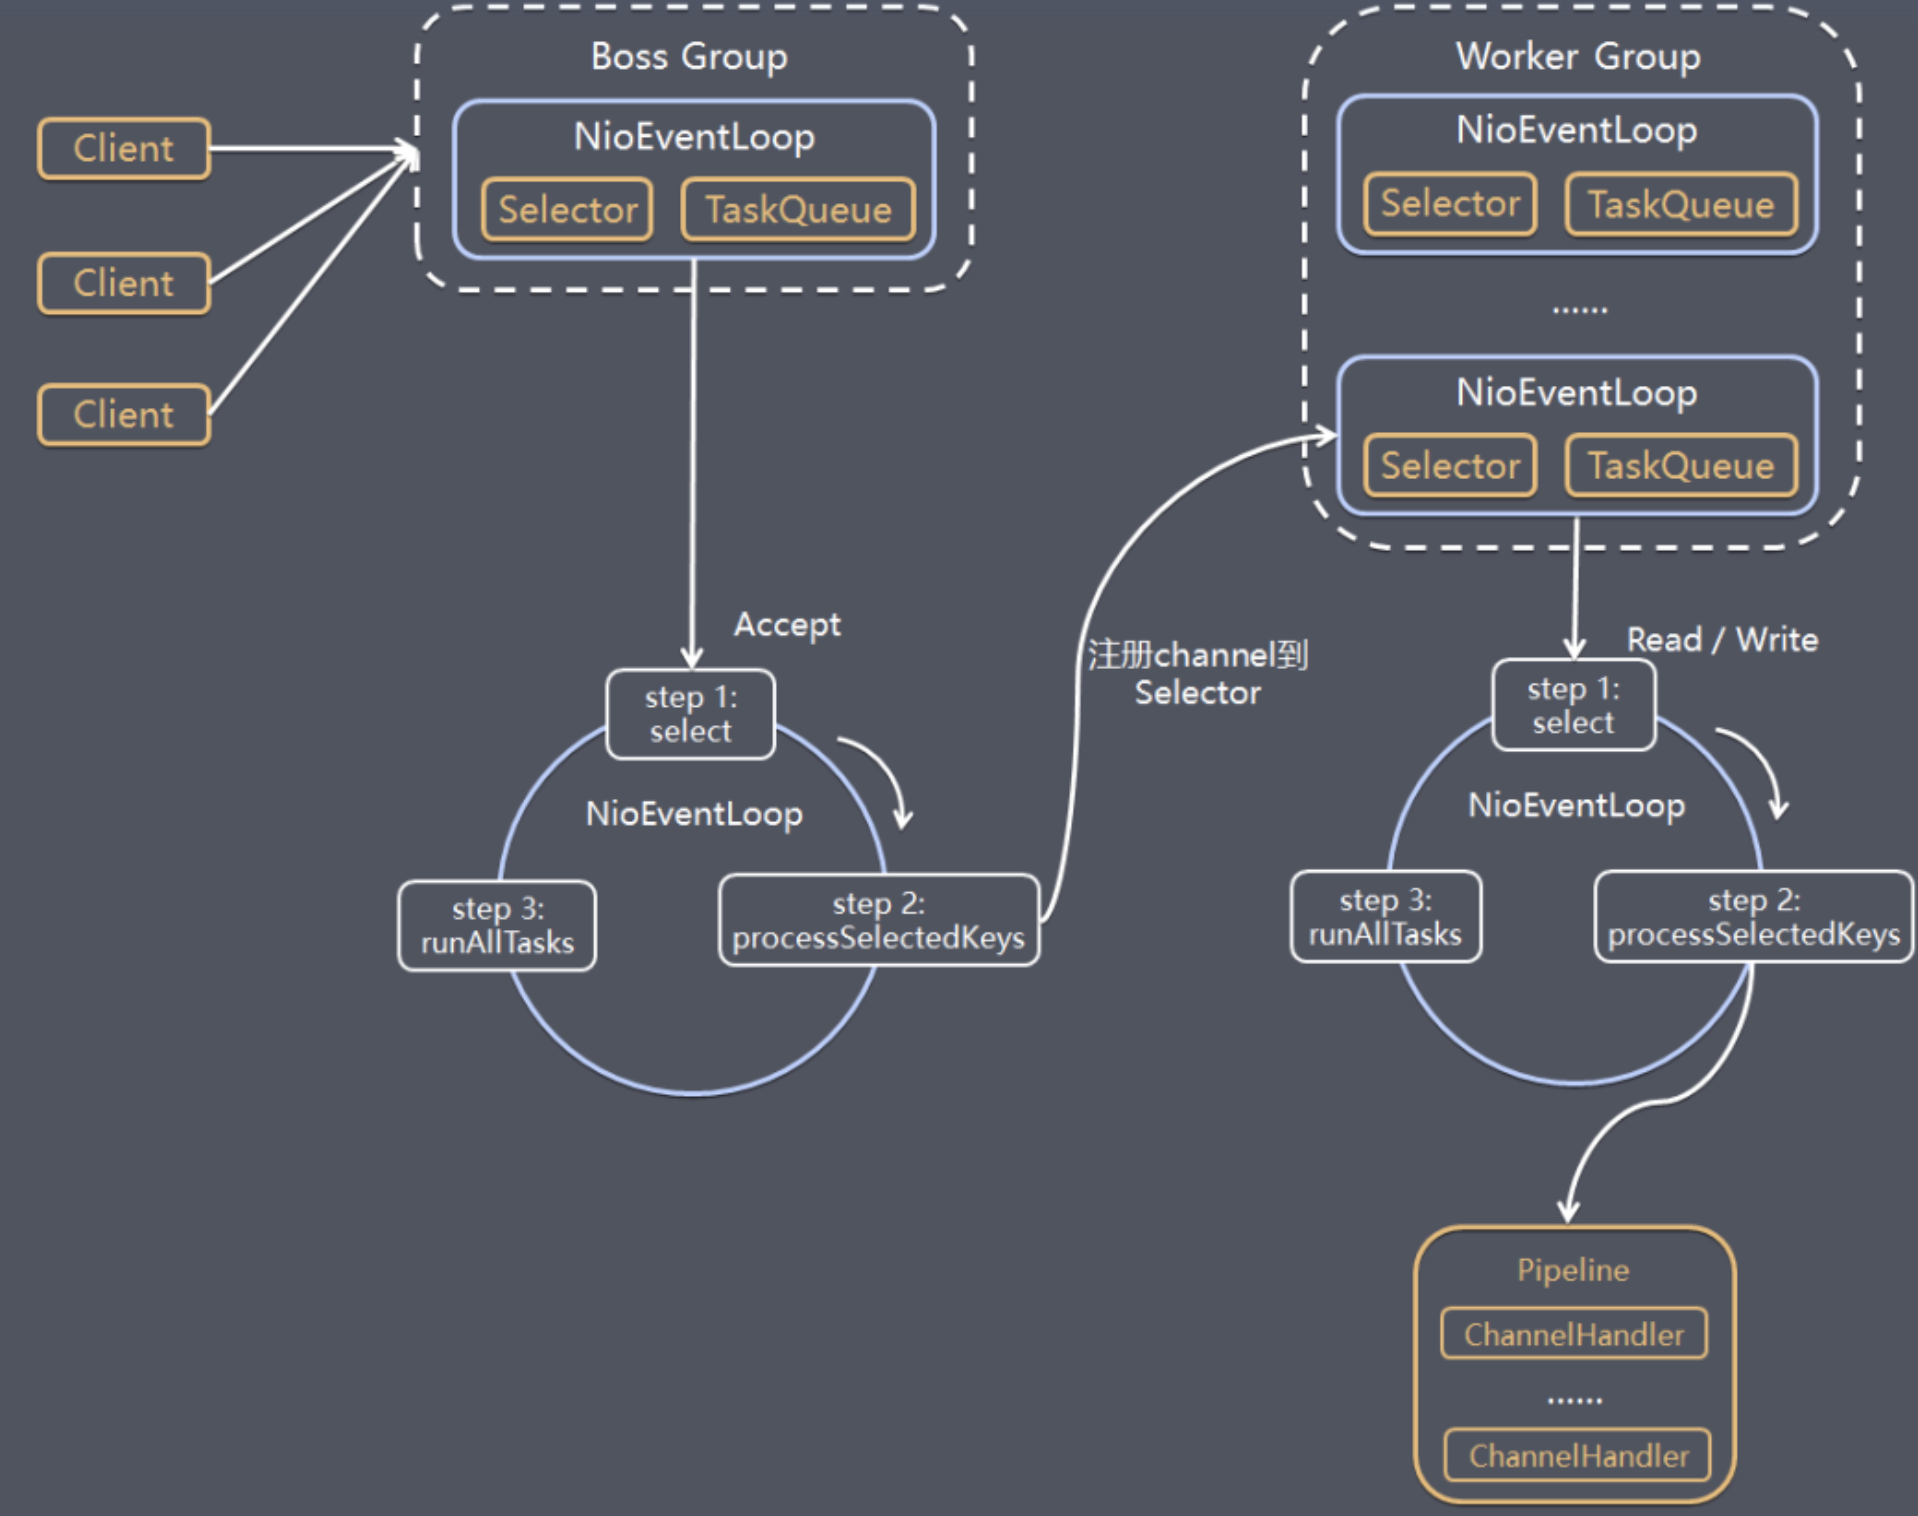 Client
Client
Client
Boss Group
NioEventLoop
Selector
TaskQueue
Accept
step 1:
select
NioEventLoop
step 2:
processSelectedKeys
step 3:
runAllTasks
注册channel到
Selector
Worker Group
NioEventLoop
Selector
TaskQueue
......
NioEventLoop
Selector
TaskQueue
Read / Write
step 1:
select
NioEventLoop
step 2:
processSelectedKeys
step 3:
runAllTasks
Pipeline
ChannelHandler
......
ChannelHandler